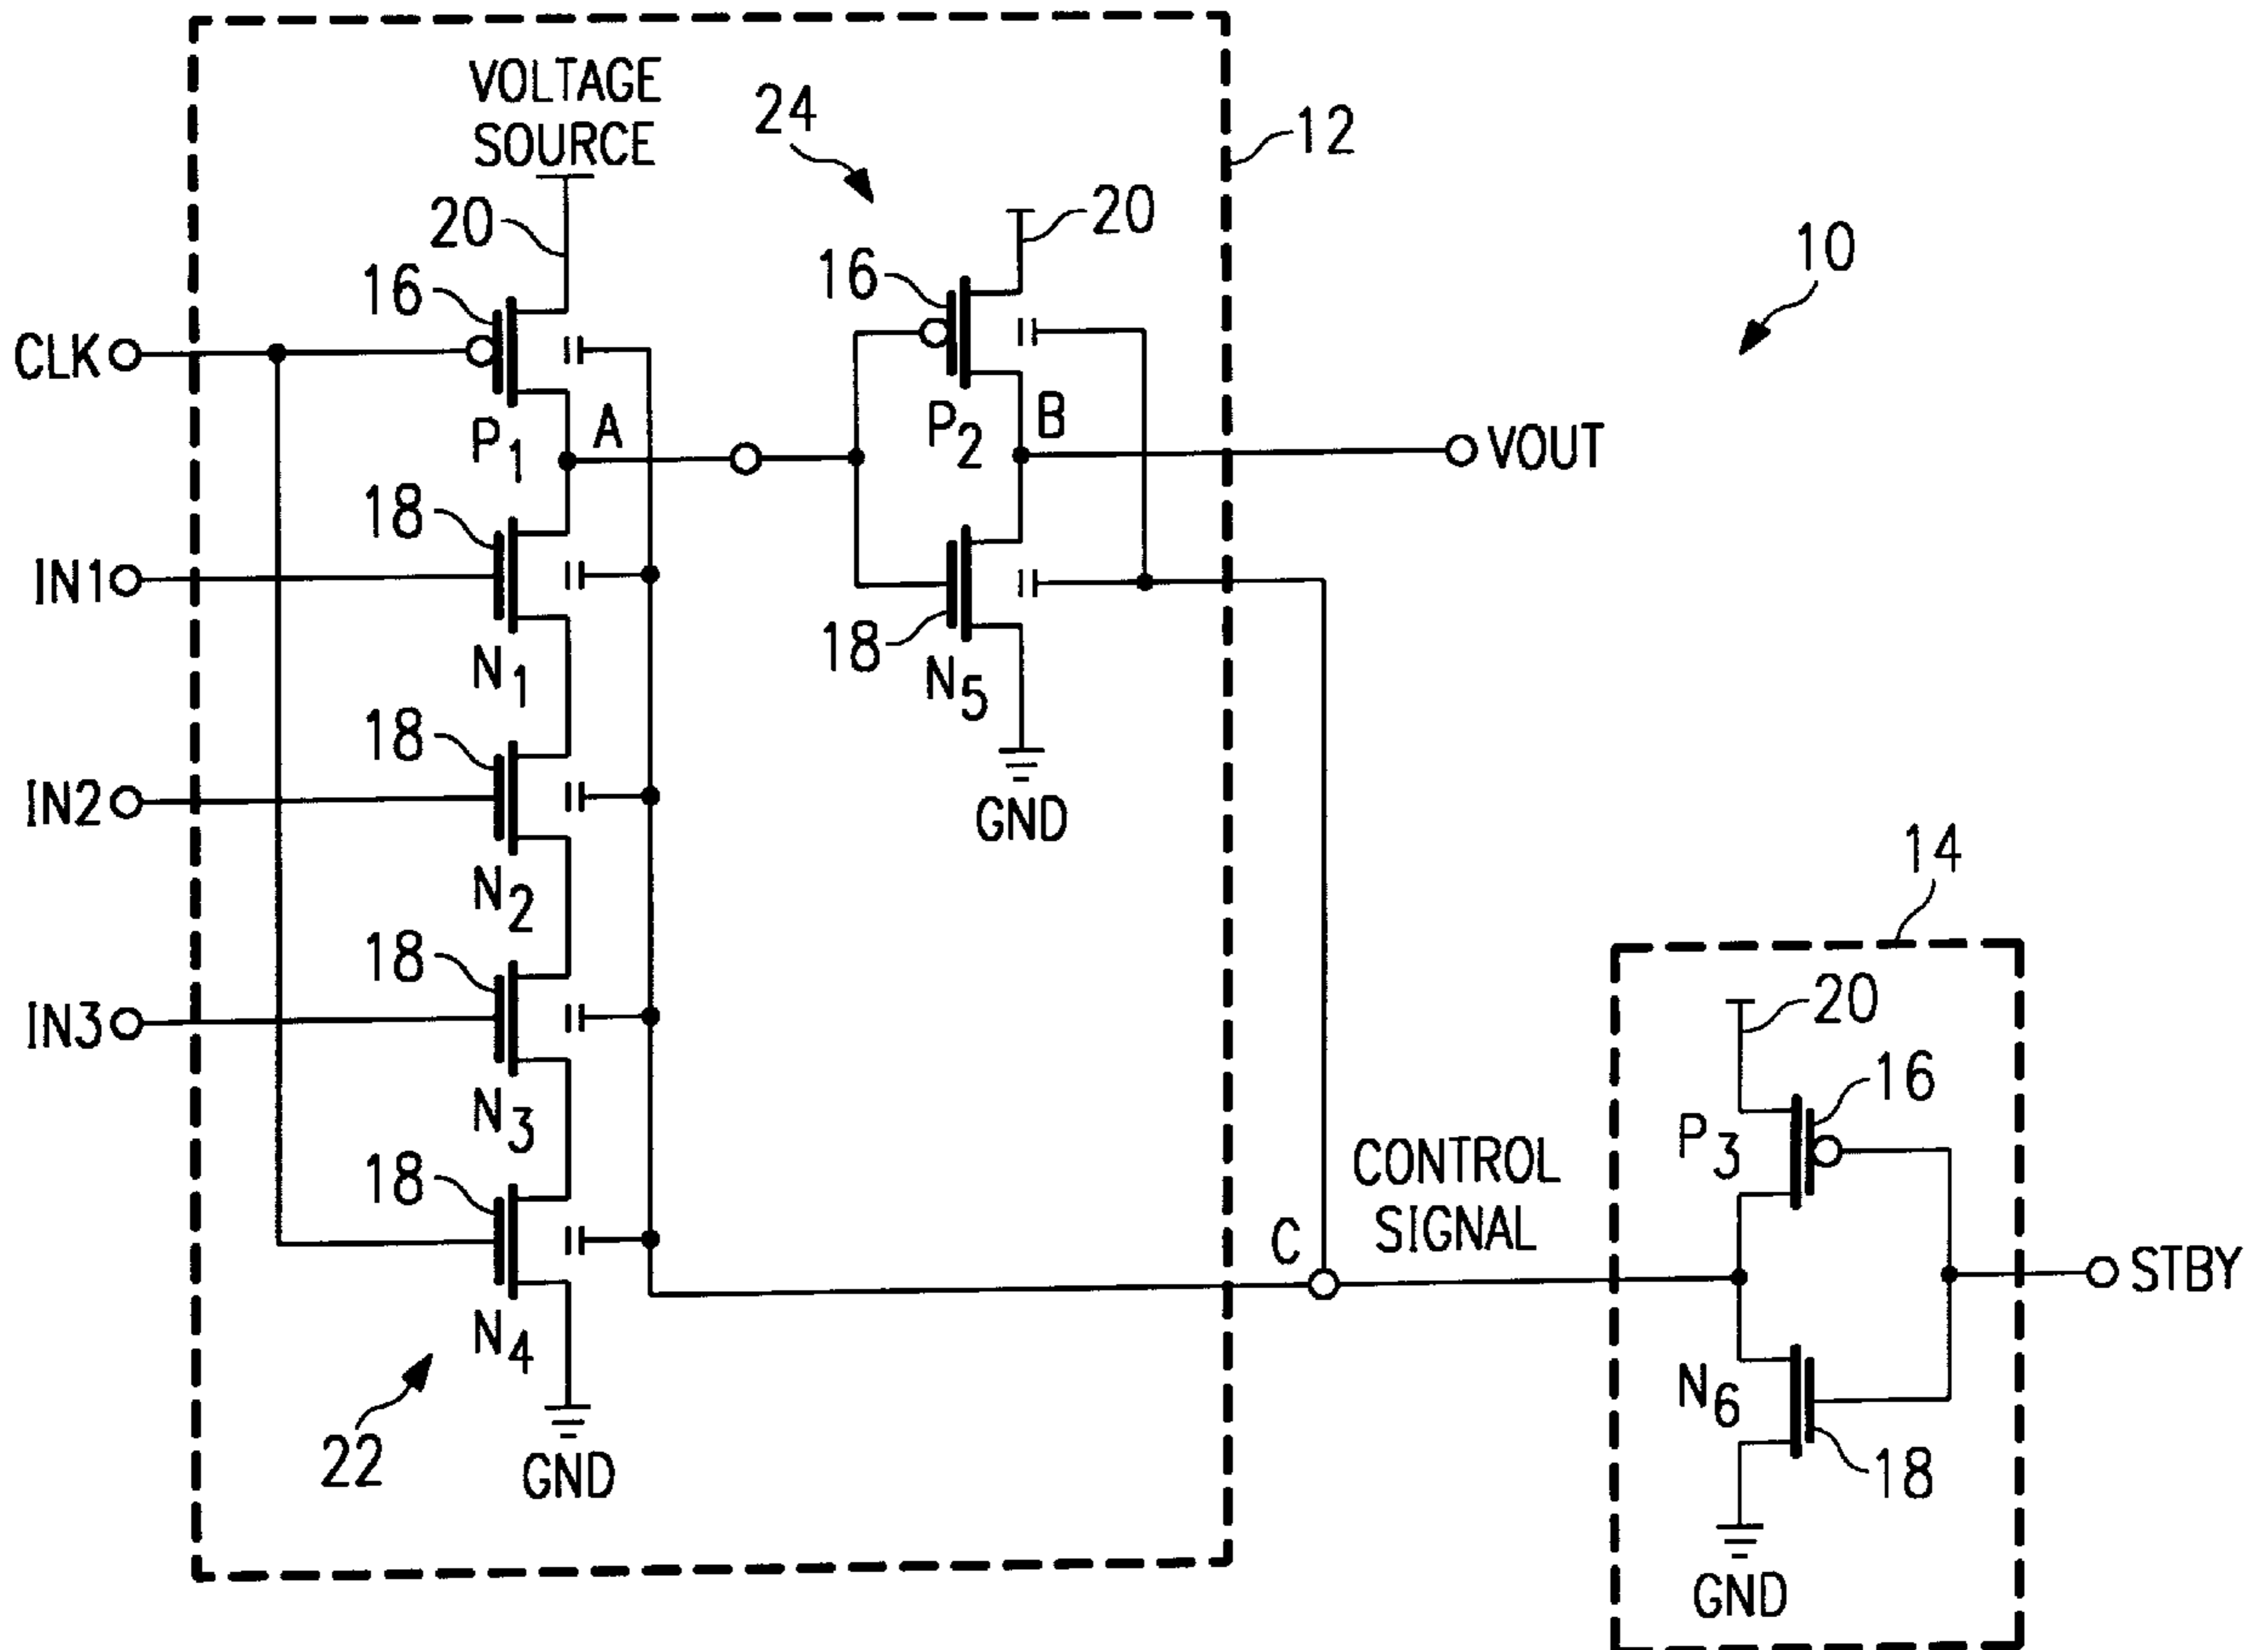 VOLTAGE
SOURCE
24
12
20
20
10
16
16
CLK
P1
A
P2
B
VOUT
18
IN1
18
N1
N5
18
IN2
GND
N2
14
18
IN3
20
16
N3
P3
18
CONTROL
SIGNAL
C
STBY
N4
N6
22
GND
18
GND